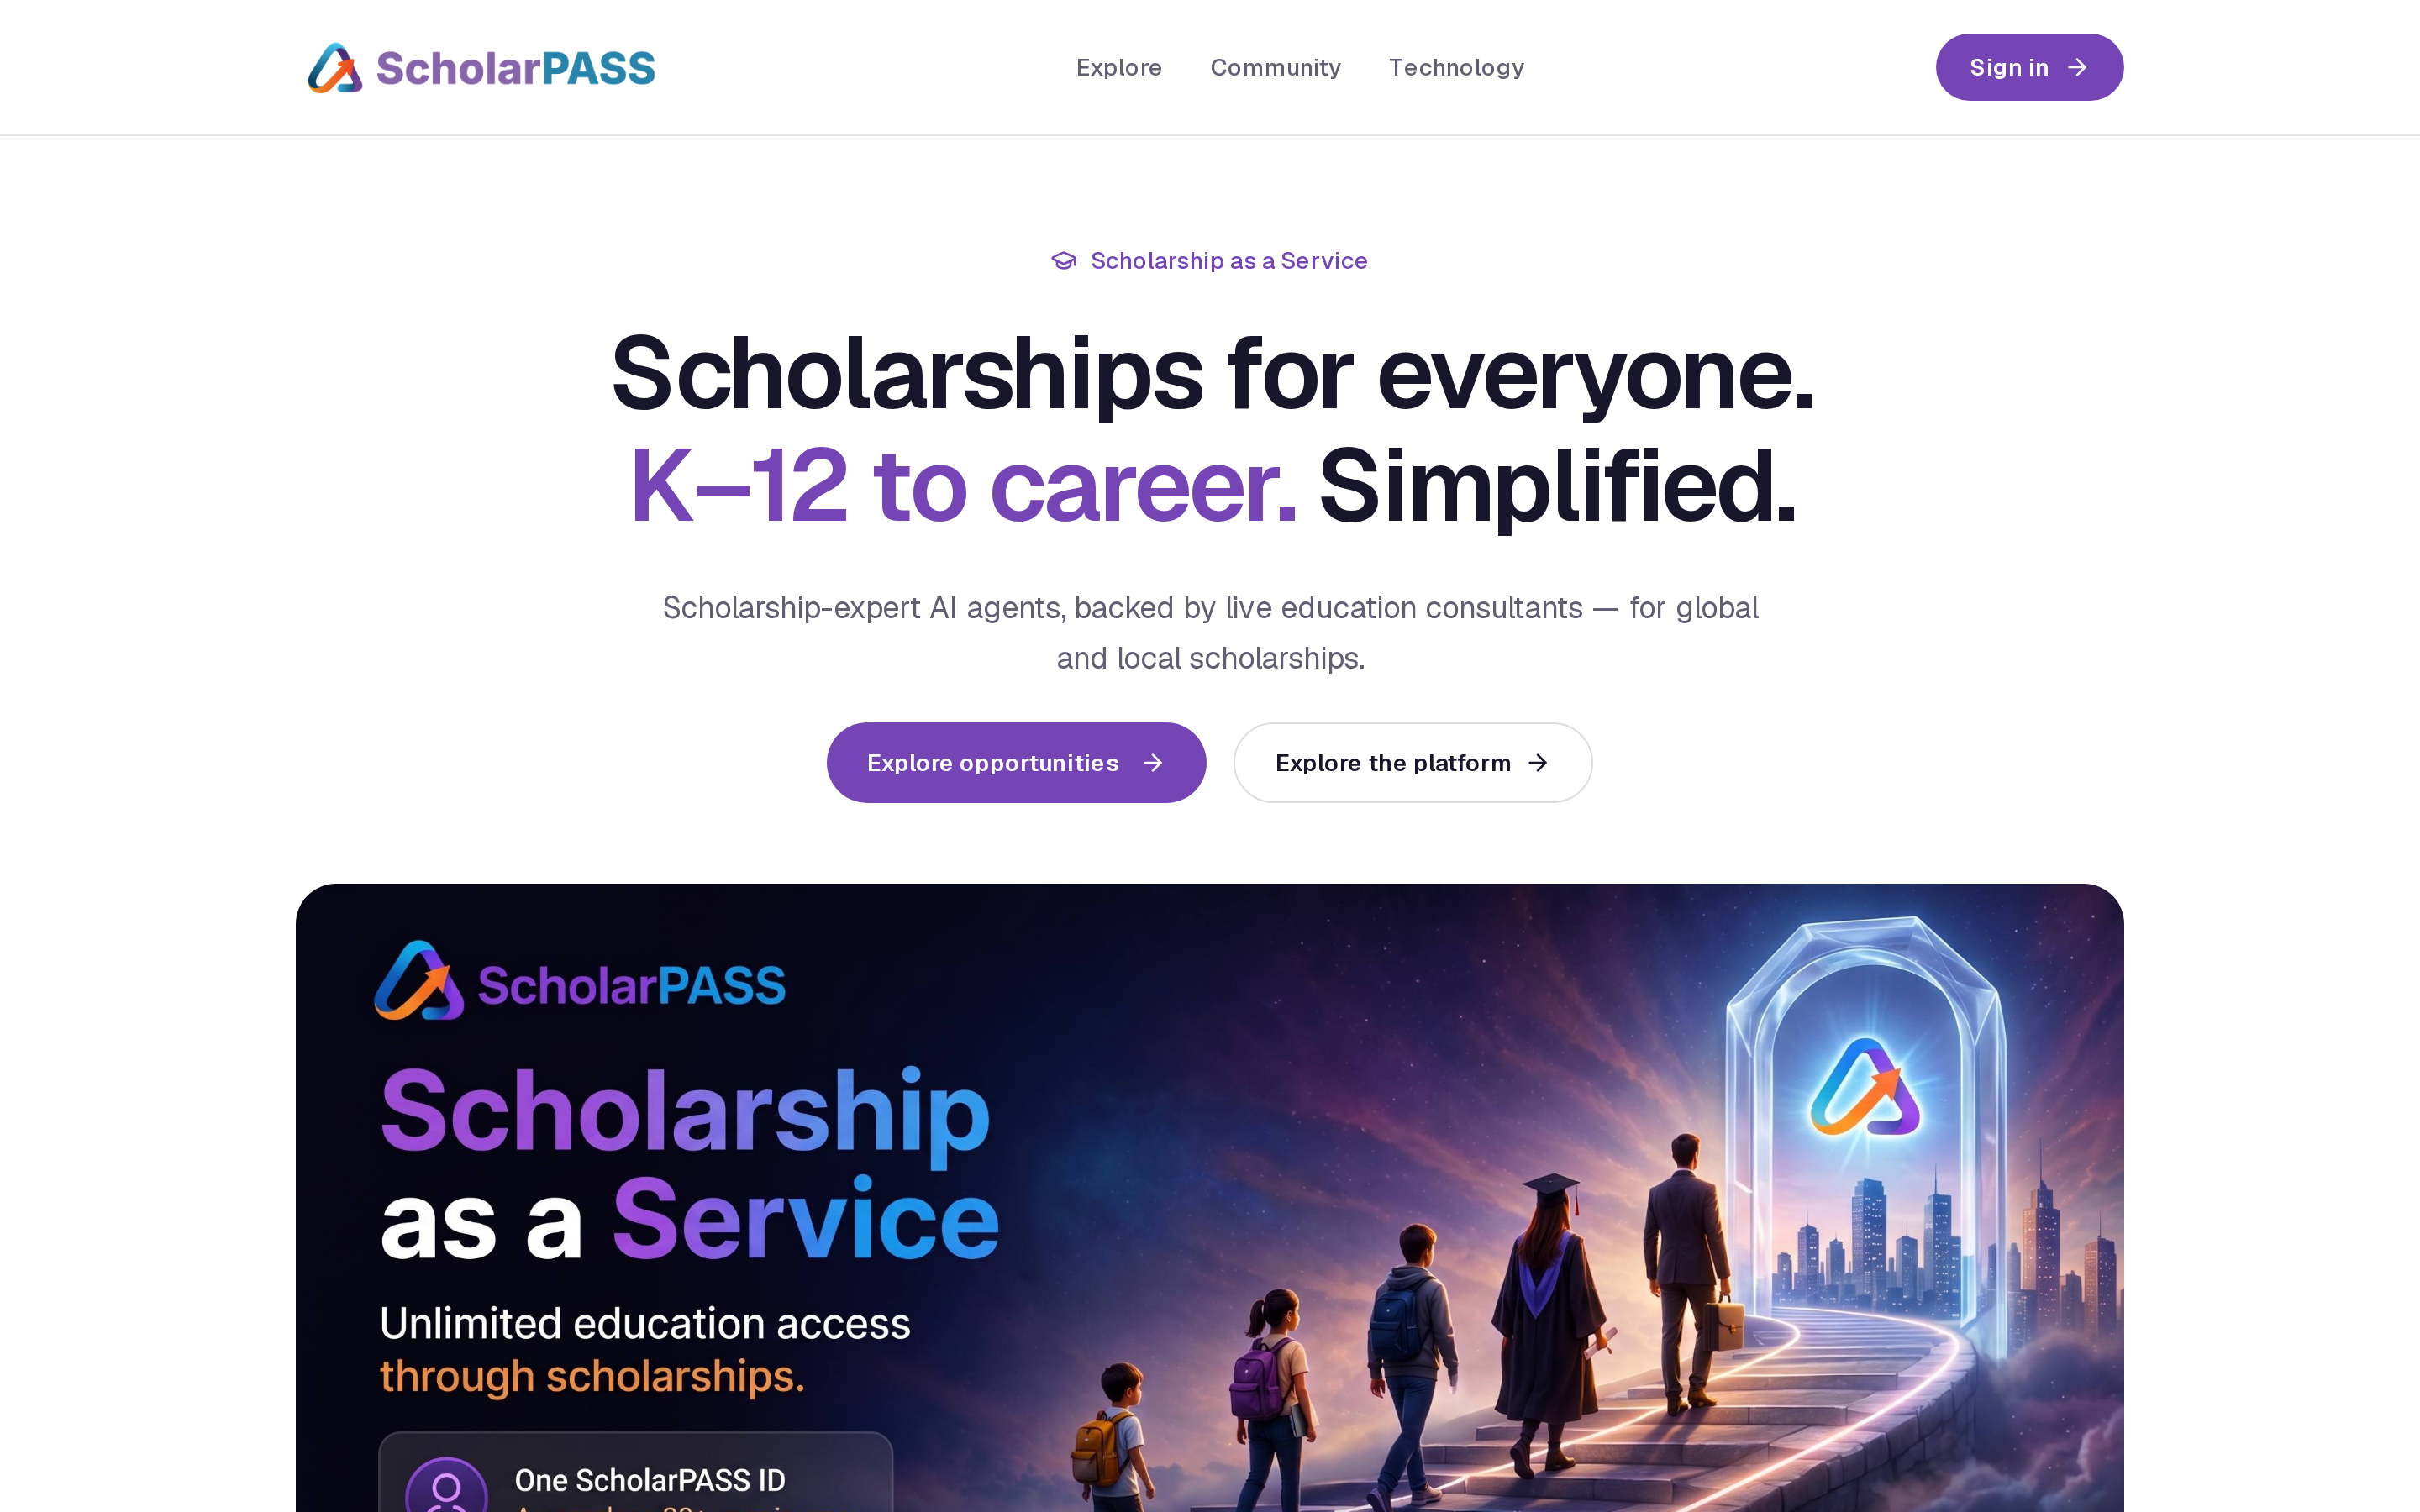 ScholarPASS
Explore
Community
Technology
Sign in
Scholarship as a Service
Scholarships for everyone.
K–12 to career. Simplified.
Scholarship-expert AI agents, backed by live education consultants — for global
and local scholarships.
Explore opportunities
Explore the platform
ScholarPASS
Scholarship
as a Service
Unlimited education access
through scholarships.
One ScholarPASS ID